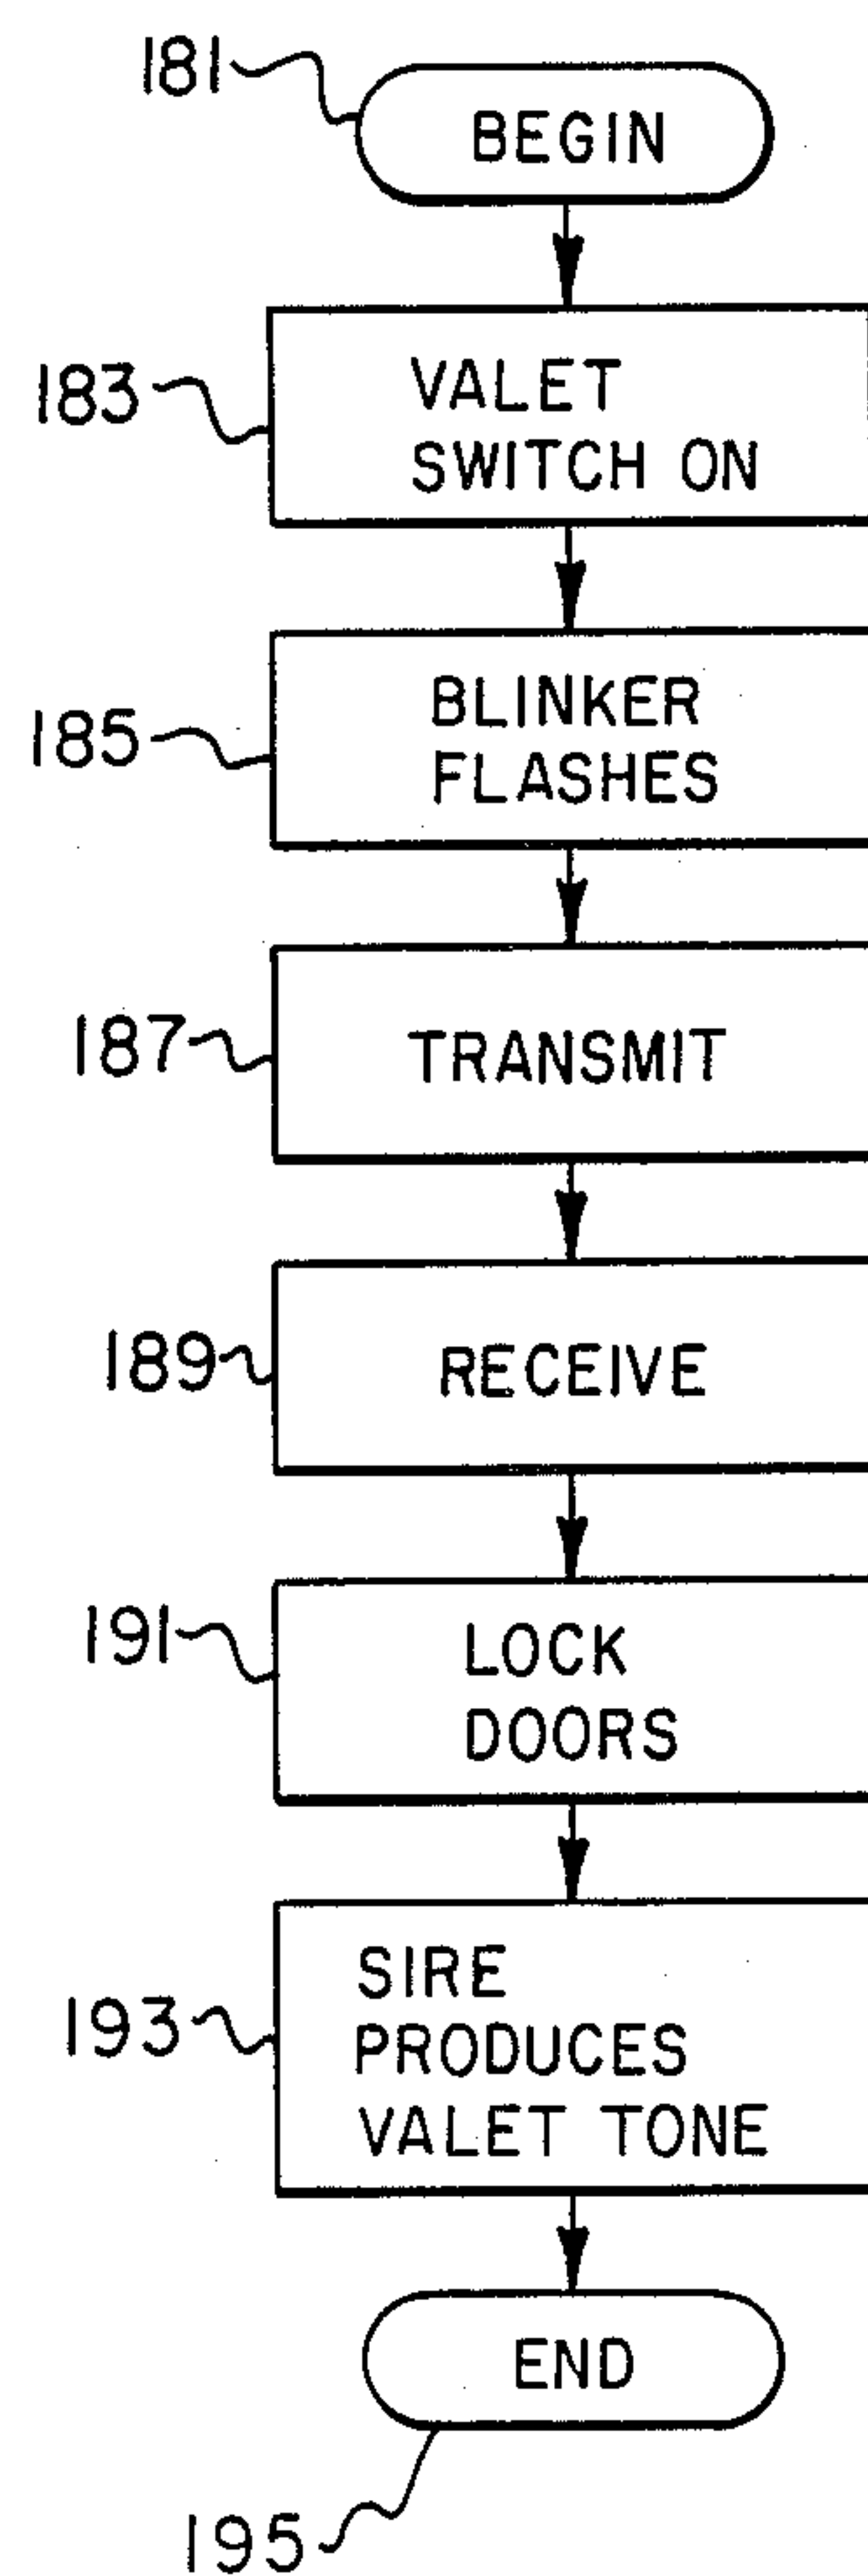 181
BEGIN
183
VALET
SWITCH ON
185
BLINKER
FLASHES
187
TRANSMIT
189
RECEIVE
191
LOCK
DOORS
193
SIRE
PRODUCES
VALET TONE
END
195